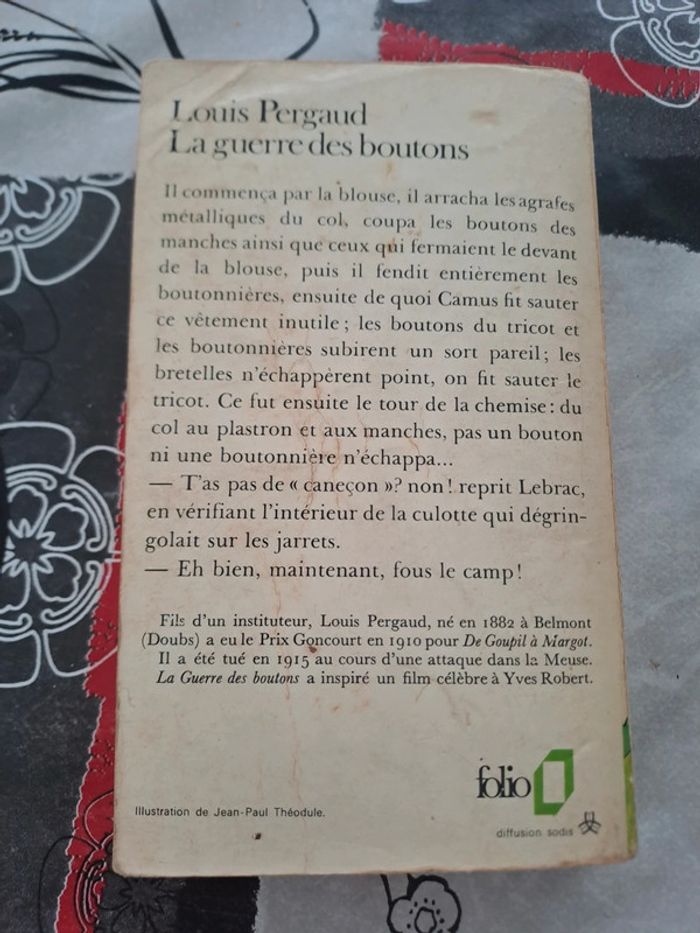 Louis Pergaud
La guerre des boutons
Il commença par la blouse, il arracha les agrafes
métalliques du col, coupa les boutons des
manches ainsi que ceux qui fermaient le devant
de la blouse, puis il fendit entièrement les
boutonnières, ensuite de quoi Camus fit sauter
ce vêtement inutile ; les boutons du tricot et
les boutonnières subirent un sort pareil ; les
bretelles n'échappèrent point, on fit sauter le
tricot. Ce fut ensuite le tour de la chemise : du
col au plastron et aux manches, pas un bouton
ni une boutonnière n'échappa...
— T'as pas de « caneçon »? non ! reprit Lebrac,
en vérifiant l'intérieur de la culotte qui dégrin-
golait sur les jarrets.
— Eh bien, maintenant, fous le camp !
Fils d'un instituteur, Louis Pergaud, né en 1882 à Belmont
(Doubs) a eu le Prix Goncourt en 1910 pour De Goupil à Margot.
Il a été tué en 1915 au cours d'une attaque dans la Meuse.
La Guerre des boutons a inspiré un film célèbre à Yves Robert.
folio
Illustration de Jean-Paul Théodule.
diffusion sodis